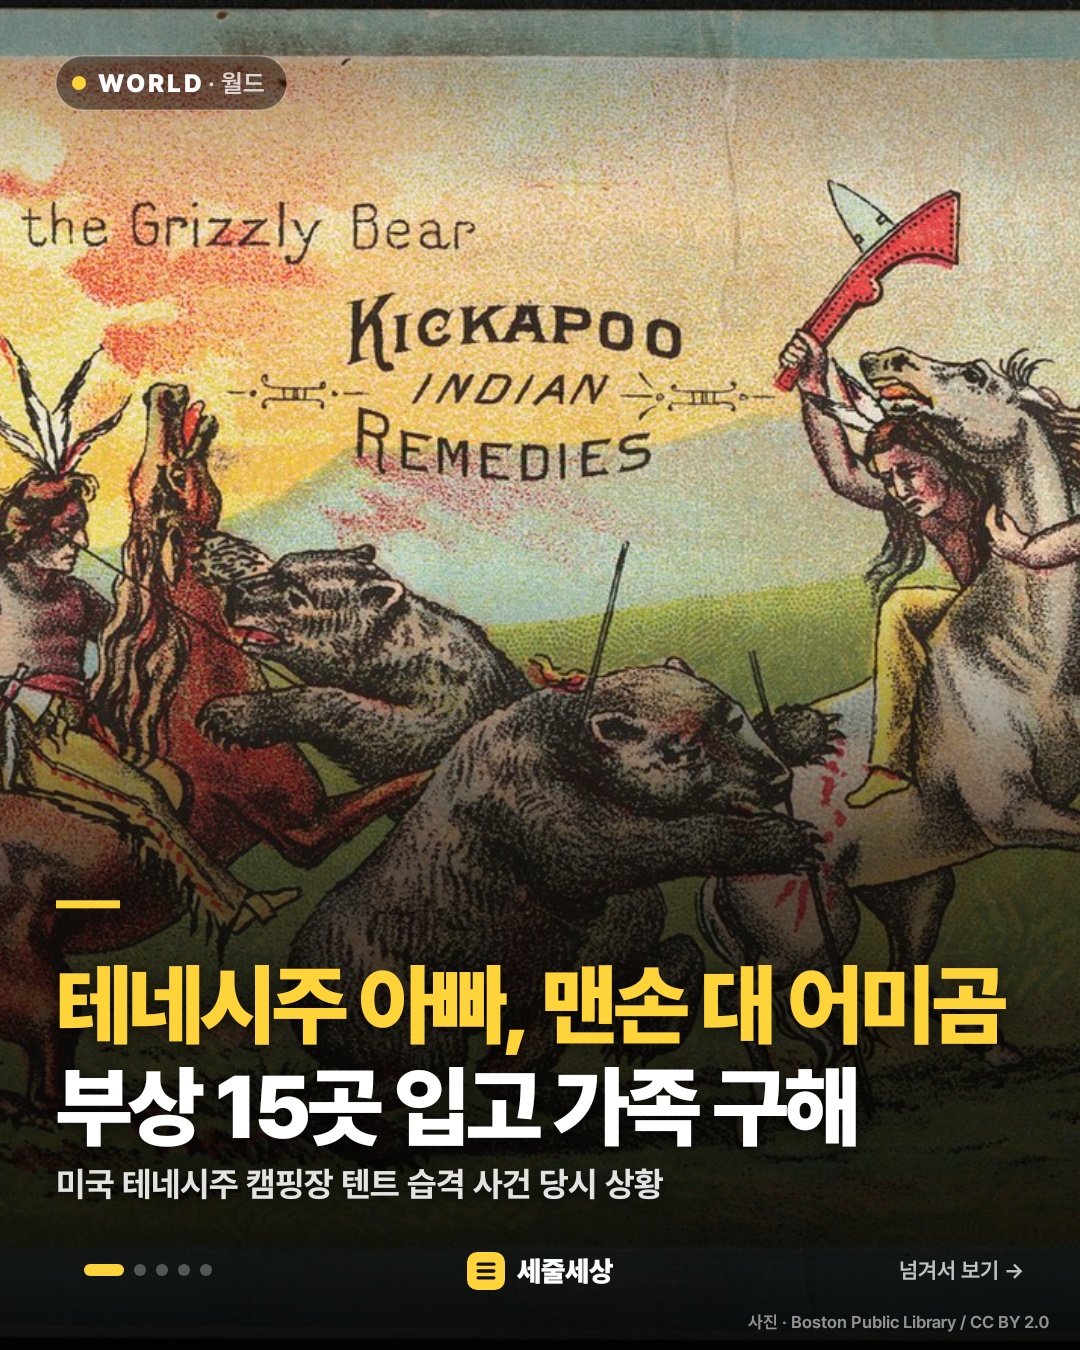 WORLD · 월드
the Grizzly Bear
KICKAPOO
INDIAN
REMEDIES
테네시주 아빠, 맨손 대 어미곰
부상 15곳 입고 가족 구해
미국 테네시주 캠핑장 텐트 습격 사건 당시 상황
세줄세상
넘겨서 보기 →
사진 · Boston Public Library / CC BY 2.0